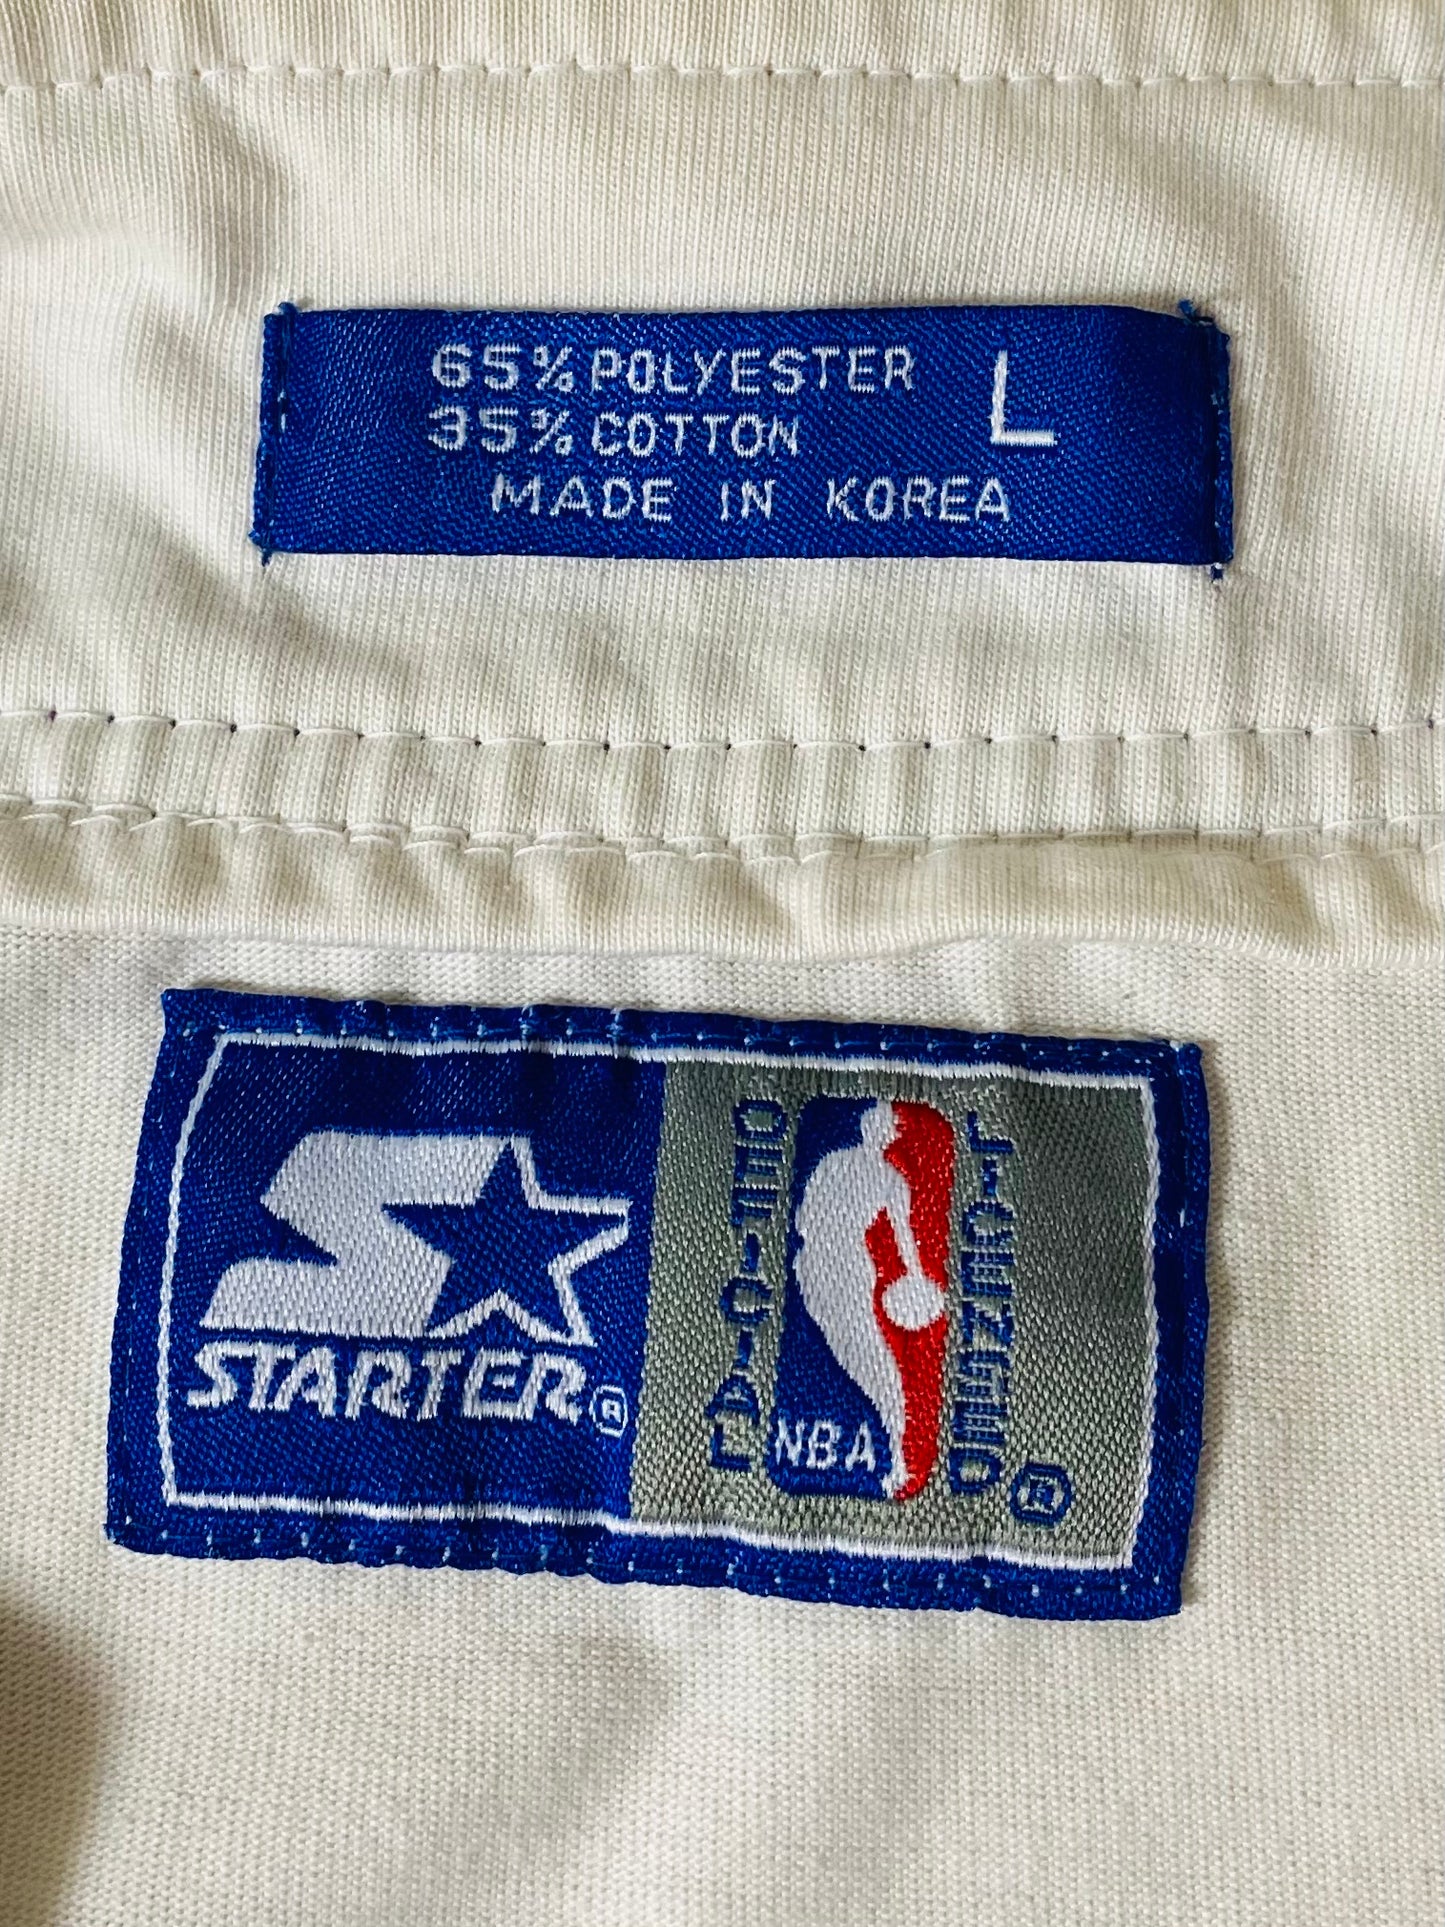 65% POLYESTER L
35% COTTON
MADE IN KOREA
STARTER®
OFFICIAL
NBA
LICENSED®